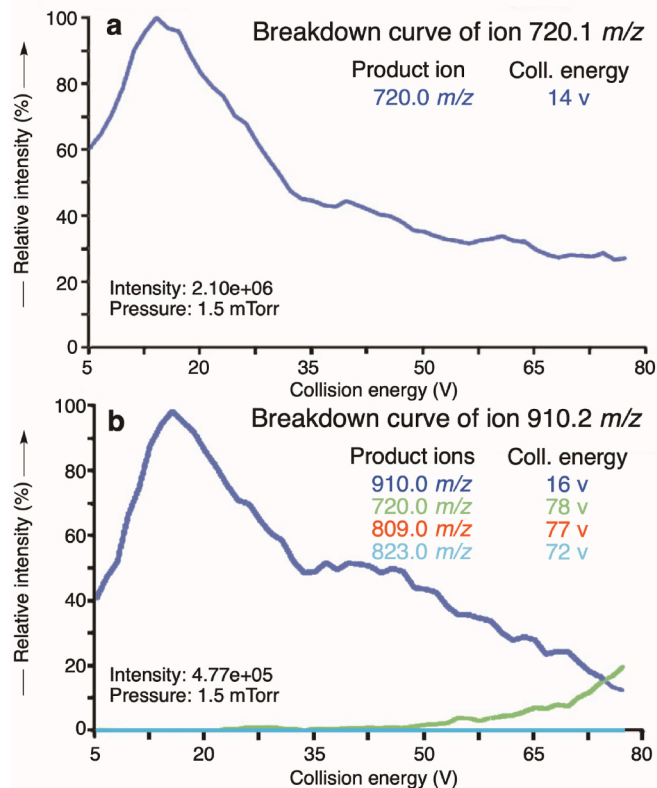 a
Breakdown curve of ion 720.1 m/z
Product ion Coll. energy
720.0 m/z 14 v
Relative intensity (%)
100
80
60
40
20
0
Intensity: 2.10e+06
Pressure: 1.5 mTorr
5 20 35 50 65 80
Collision energy (V)
b
Breakdown curve of ion 910.2 m/z
Product ions Coll. energy
910.0 m/z 16 v
720.0 m/z 78 v
809.0 m/z 77 v
823.0 m/z 72 v
Relative intensity (%)
100
80
60
40
20
0
Intensity: 4.77e+05
Pressure: 1.5 mTorr
5 20 35 50 65 80
Collision energy (V)